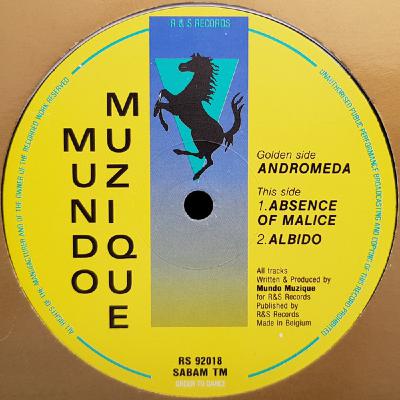 R & S RECORDS
MUNDO
MUZIQUE
Golden side
ANDROMEDA
This side
1.ABSENCE
OF MALICE
2.ALBIDO
All tracks
Written & Produced by
Mundo Muzique
for R&S Records
Published by
R&S Records
Made in Belgium
RS 92018
SABAM TM
ORDER TO DANCE
ALL RIGHTS OF THE MANUFACTURER AND OF THE OWNER OF THE RECORDED WORK RESERVED
UNAUTHORISED PUBLIC PERFORMANCE BROADCASTING AND COPYING OF THIS RECORD PROHIBITED